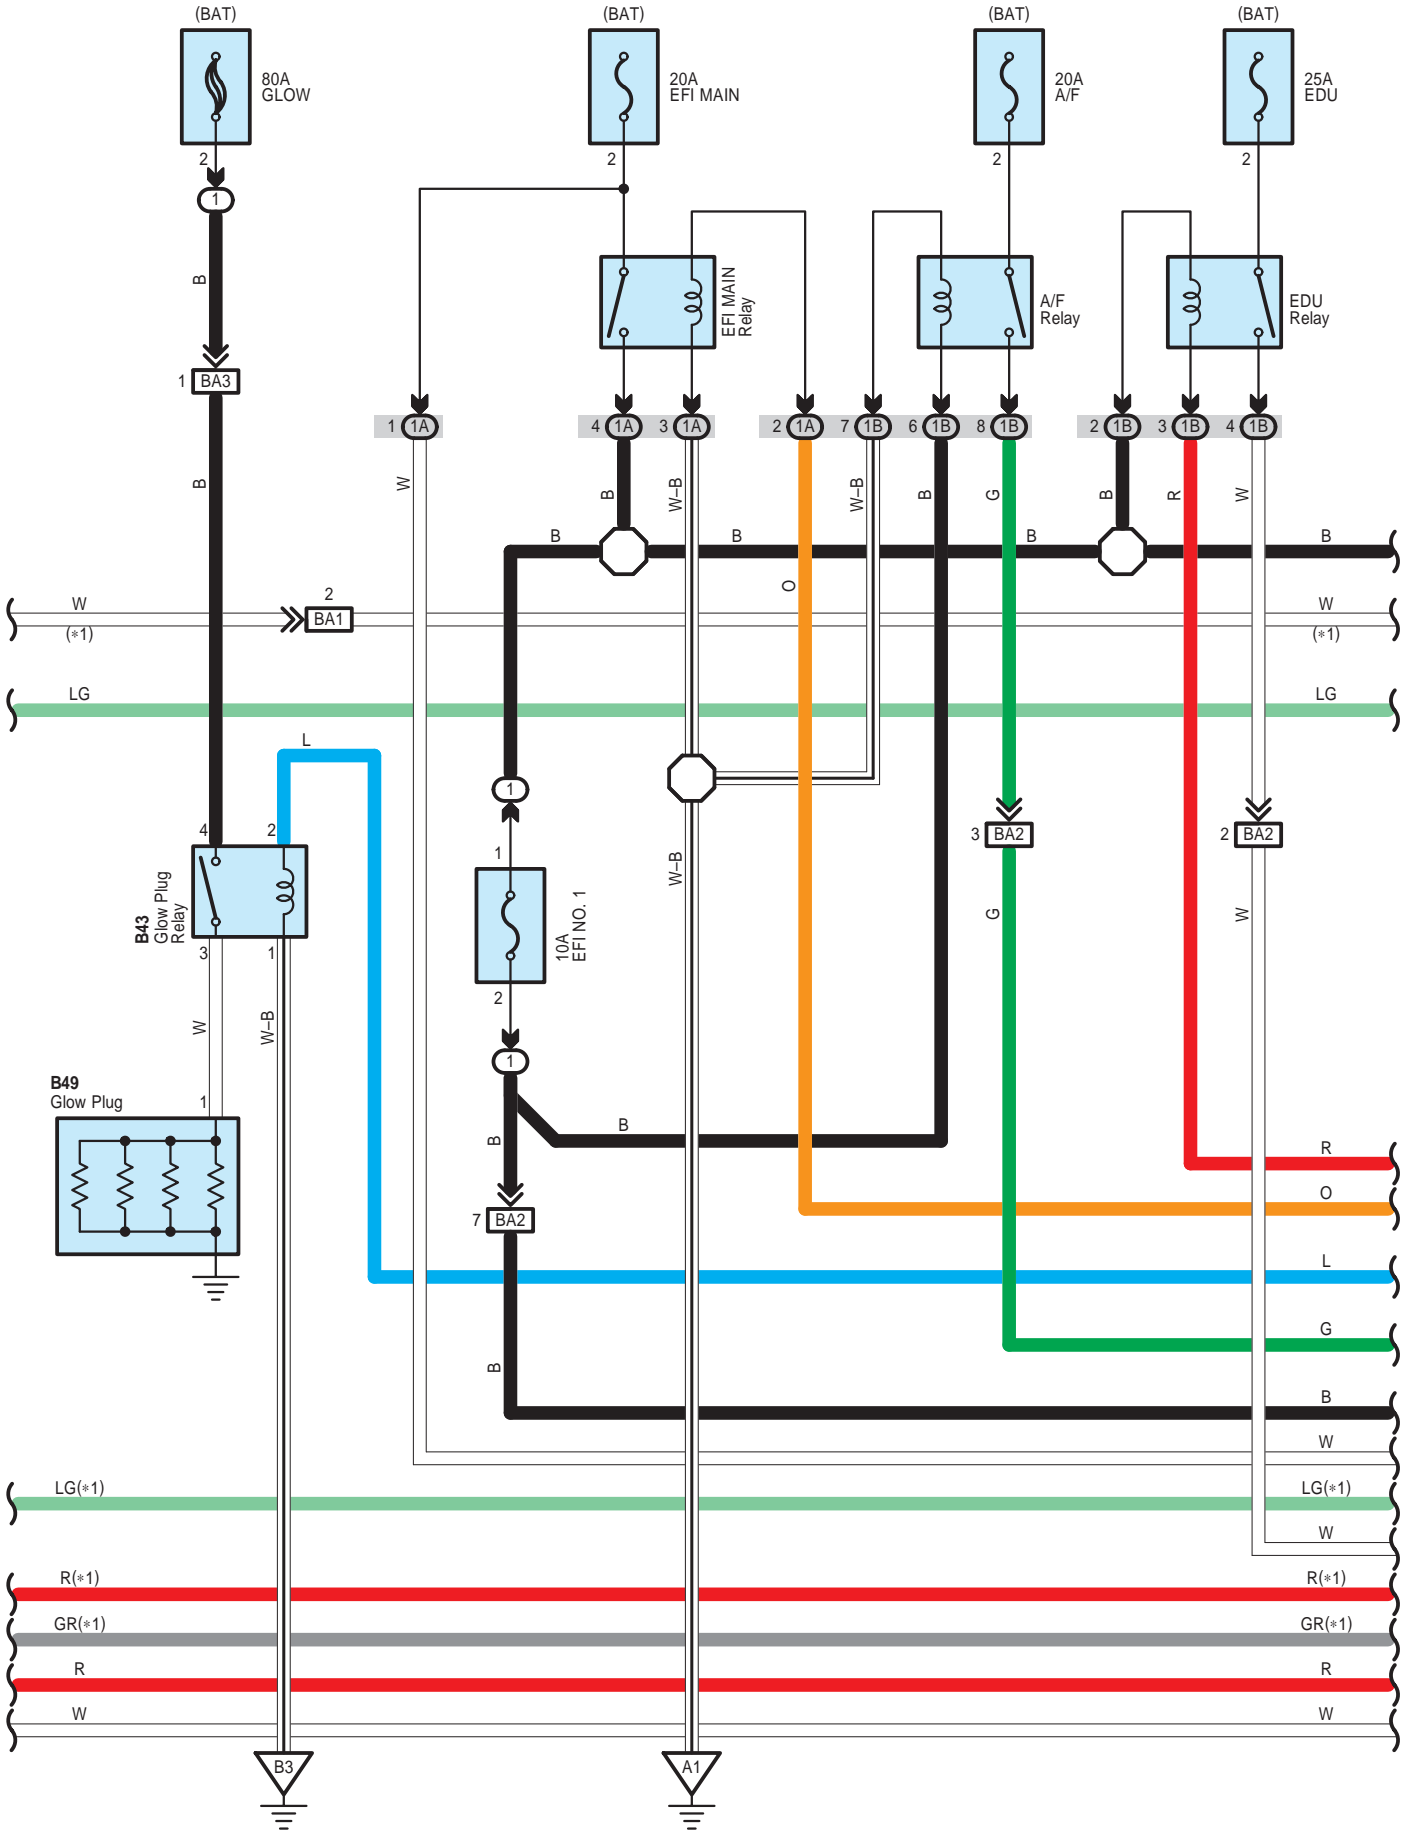 (BAT) (BAT) (BAT) (BAT)
80A
GLOW
20A
EFI MAIN
20A
A/F
25A
EDU
2 2 2 2
1
B
EFI MAIN
Relay
A/F
Relay
EDU
Relay
1 BA3
1 1A 4 1A 3 1A 2 1A 7 1B 6 1B 8 1B 2 1B 3 1B 4 1B
B W B W–B W–B B G B R W
B B B B
O
W 2 W
BA1
(*1) (*1)
LG LG
L
1
4 2
3 BA2 2 BA2
1
W–B
B43
Glow Plug
Relay
10A
EFI NO. 1
G W
3 1
2
W W–B
1
B49
Glow Plug 1
B B
R
O
7 BA2
L
G
B
B
W
LG(*1) LG(*1)
W
R(*1) R(*1)
GR(*1) GR(*1)
R R
W W
B3 A1